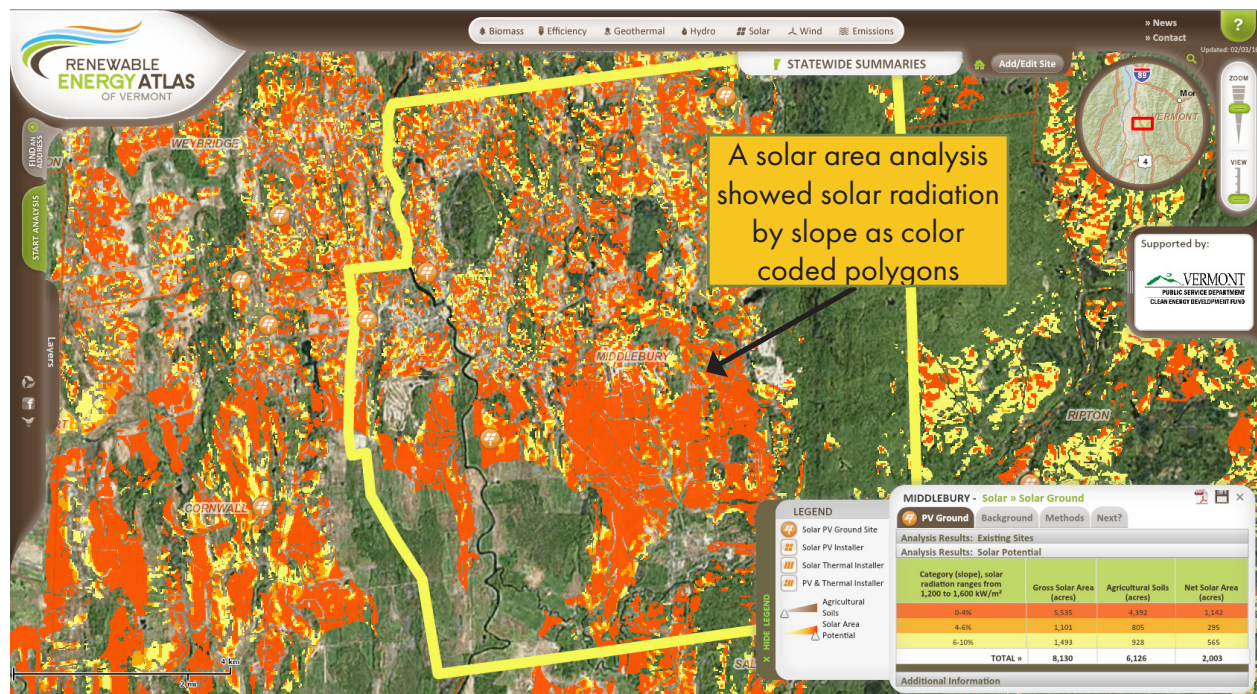 RENEWABLE
ENERGY ATLAS
OF VERMONT
Biomass Efficiency Geothermal Hydro Solar Wind Emissions
» News
» Contact
?
Updated: 02/03/1
STATEWIDE SUMMARIES
Add/Edit Site
ZOOM
VIEW
89
Mor
VERMONT
4
FIND AN
ADDRESS
START ANALYSIS
Layers
WEYBRIDGE
A solar area analysis
showed solar radiation
by slope as color
coded polygons
MIDDLEBURY
CORNWALL
RIPTON
SAL
Supported by:
VERMONT
PUBLIC SERVICE DEPARTMENT
CLEAN ENERGY DEVELOPMENT FUND
4 km
2 mi
X HIDE LEGEND
LEGEND
Solar PV Ground Site
Solar PV Installer
Solar Thermal Installer
PV & Thermal Installer
Agricultural
Soils
Solar Area
Potential
MIDDLEBURY - Solar » Solar Ground
PV Ground Background Methods Next?
Analysis Results: Existing Sites
Analysis Results: Solar Potential
Category (slope), solar
radiation ranges from
1,200 to 1,600 kW/m²
Gross Solar Area
(acres)
Agricultural Soils
(acres)
Net Solar Area
(acres)
0-4% 5,535 4,392 1,142
4-6% 1,101 805 295
6-10% 1,493 928 565
TOTAL » 8,130 6,126 2,003
Additional Information